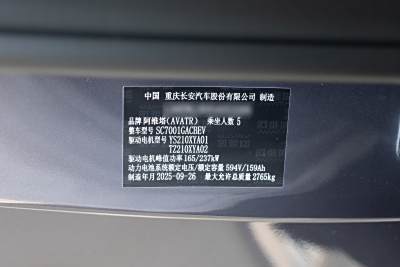 中国 重庆长安汽车股份有限公司 制造
品牌 阿维塔(AVATR) 乘坐人数 5
整车型号 SC7001GACBEV
驱动电机型号 YS210XYA01
TZ210XYA02
驱动电机峰值功率 165/237kW
动力电池系统额定电压/额定容量 594V/159Ah
制造年月 2025-09-26 最大允许总质量 2765kg